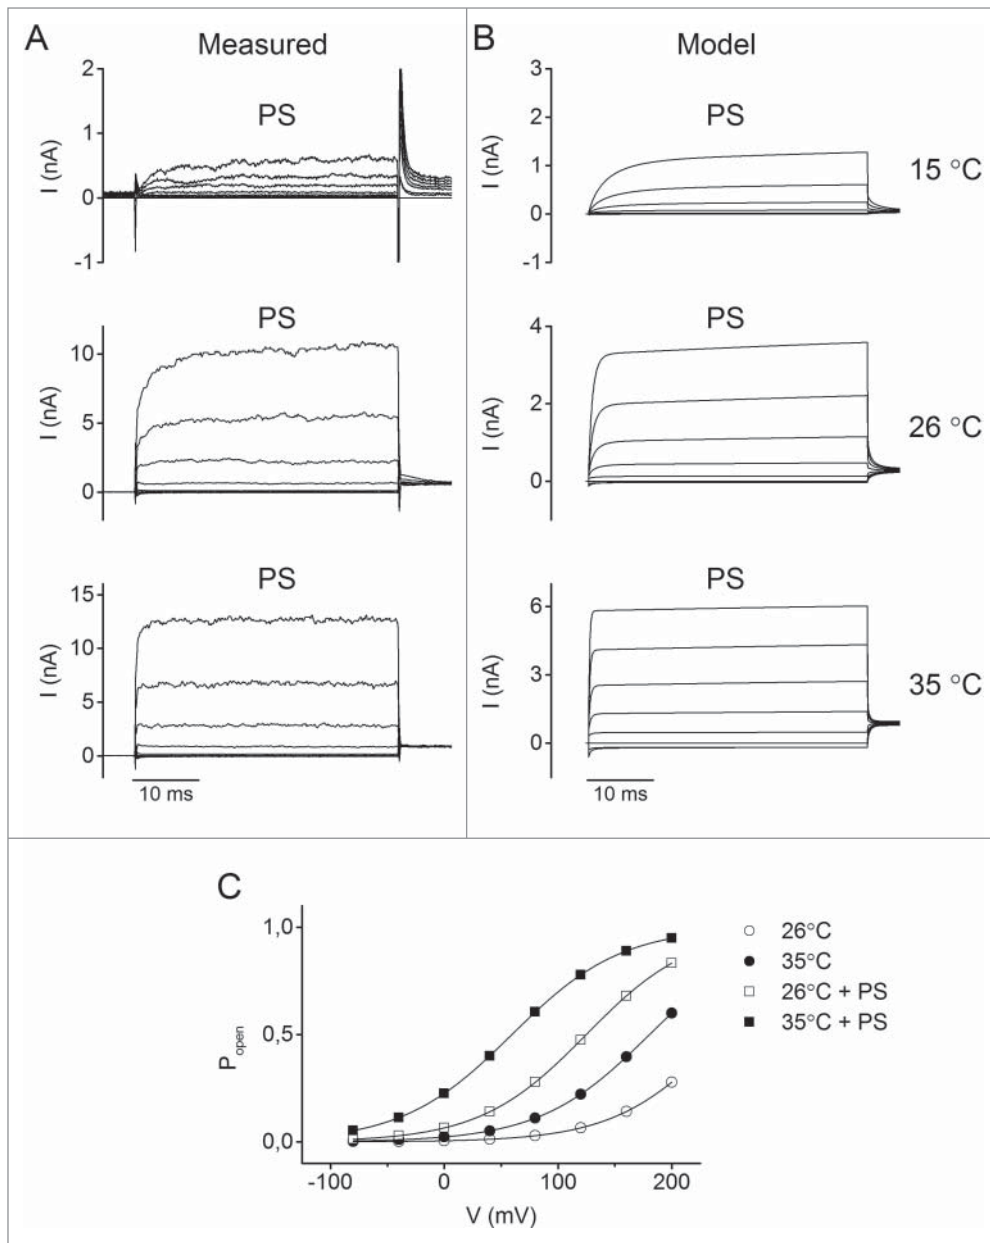 A
Measured
PS
2
1
0
-1
I (nA)
PS
10
5
0
I (nA)
PS
15
10
5
0
I (nA)
10 ms
B
Model
PS
3
2
1
0
-1
I (nA)
15 °C
PS
4
2
0
I (nA)
26 °C
PS
6
3
0
I (nA)
35 °C
10 ms
C
1,0
0,5
0,0
P open
-100
0
100
200
V (mV)
26°C
35°C
26°C + PS
35°C + PS